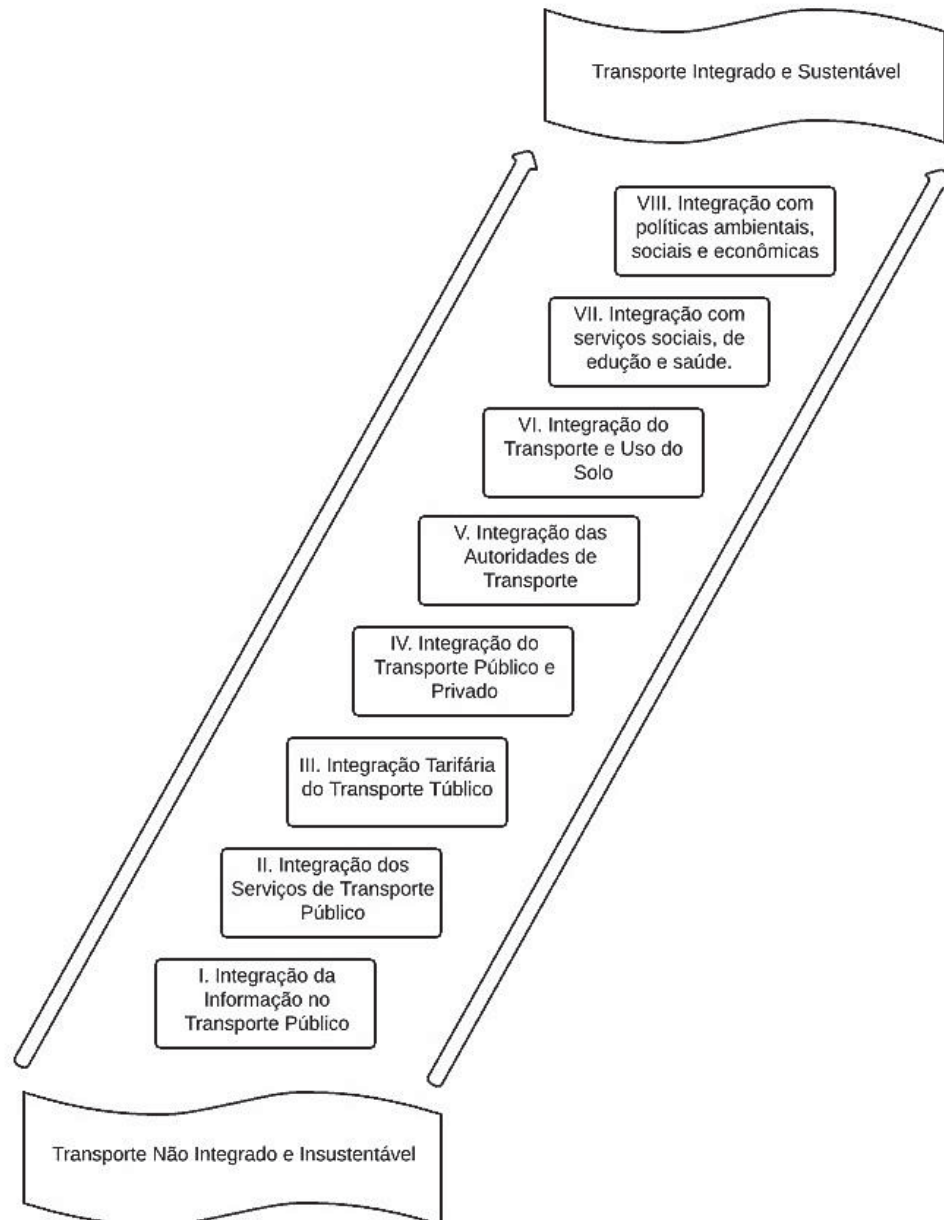 Transporte Integrado e Sustentável
VIII. Integração com
políticas ambientais,
sociais e econômicas
VII. Integração com
serviços sociais, de
edução e saúde.
VI. Integração do
Transporte e Uso do
Solo
V. Integração das
Autoridades de
Transporte
IV. Integração do
Transporte Público e
Privado
III. Integração Tarifária
do Transporte Túblico
II. Integração dos
Serviços de Transporte
Público
I. Integração da
Informação no
Transporte Público
Transporte Não Integrado e Insustentável